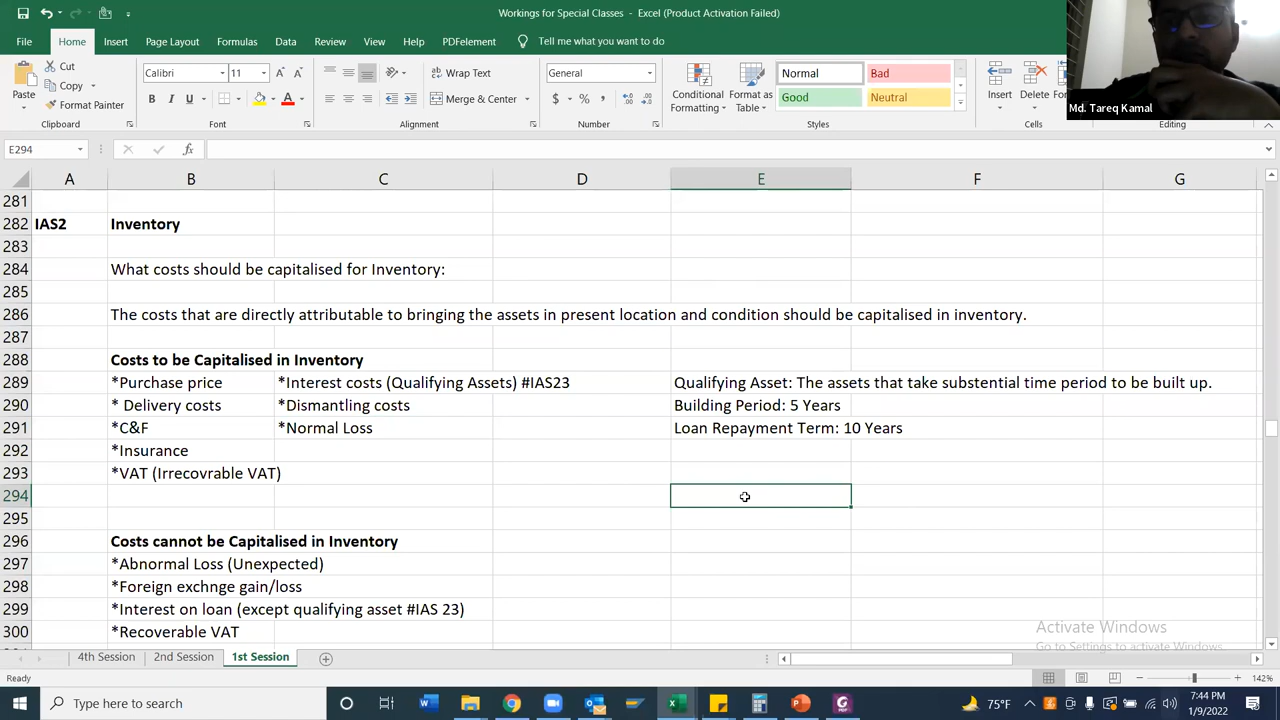 Workings for Special Classes - Excel (Product Activation Failed)
File Home Insert Page Layout Formulas Data Review View Help PDFelement Tell me what you want to do
Md. Tareq Kamal
Paste
Cut
Copy
Format Painter
Clipboard
Calibri 11
B I U
Font
Wrap Text
Merge & Center
Alignment
General
$ % ,
Number
Conditional Formatting
Format as Table
Normal Bad
Good Neutral
Styles
Insert Delete
Cells
Editing
E294 fx
A B C D E F G
281
282 IAS2 Inventory
283
284 What costs should be capitalised for Inventory:
285
286 The costs that are directly attributable to bringing the assets in present location and condition should be capitalised in inventory.
287
288 Costs to be Capitalised in Inventory
289 *Purchase price *Interest costs (Qualifying Assets) #IAS23 Qualifying Asset: The assets that take substential time period to be built up.
290 * Delivery costs *Dismantling costs Building Period: 5 Years
291 *C&F *Normal Loss Loan Repayment Term: 10 Years
292 *Insurance
293 *VAT (Irrecovrable VAT)
294
295
296 Costs cannot be Capitalised in Inventory
297 *Abnormal Loss (Unexpected)
298 *Foreign exchnge gain/loss
299 *Interest on loan (except qualifying asset #IAS 23)
300 *Recoverable VAT
Activate Windows
Go to Settings to activate Windows.
4th Session 2nd Session 1st Session
Ready 142%
Type here to search 75°F 7:44 PM
1/9/2022